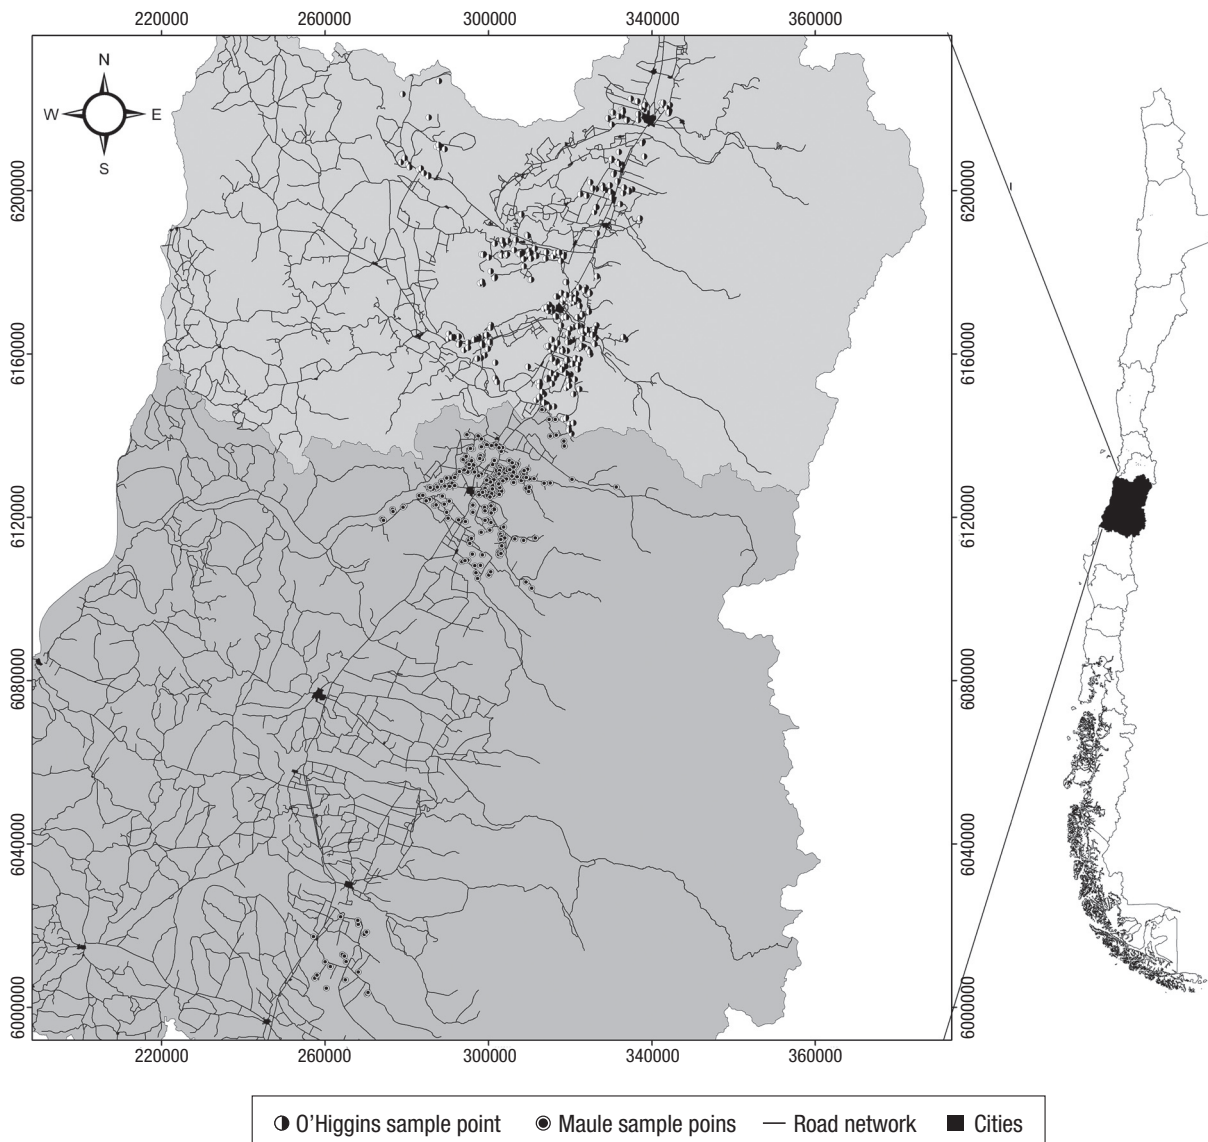 220000 260000 300000 340000 360000
N
W E
S
6200000 6200000
6160000 6160000
6120000 6120000
6080000 6080000
6040000 6040000
6000000 6000000
220000 260000 300000 340000 360000
O'Higgins sample point Maule sample poins Road network Cities